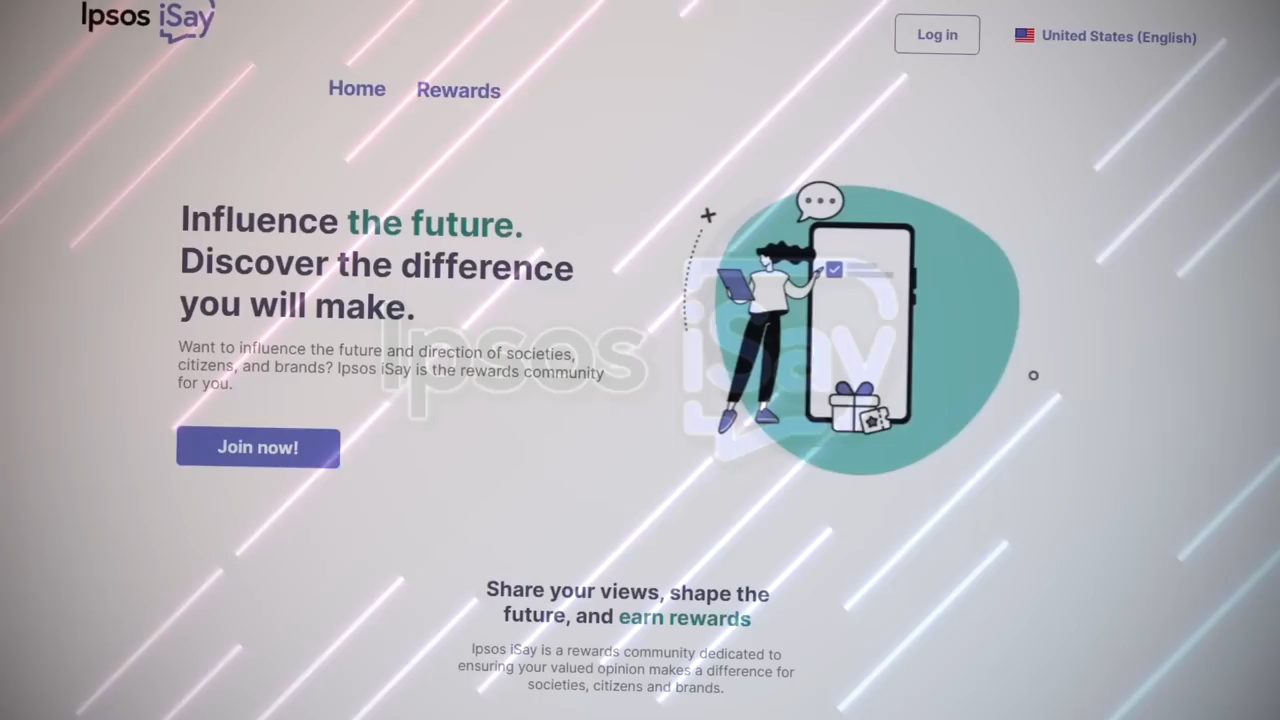 Ipsos iSay
Log in
United States (English)
Home
Rewards
Influence the future.
Discover the difference
you will make.
Want to influence the future and direction of societies,
citizens, and brands? Ipsos iSay is the rewards community
for you.
Ipsos iSay
Join now!
Share your views, shape the
future, and earn rewards
Ipsos iSay is a rewards community dedicated to
ensuring your valued opinion makes a difference for
societies, citizens and brands.